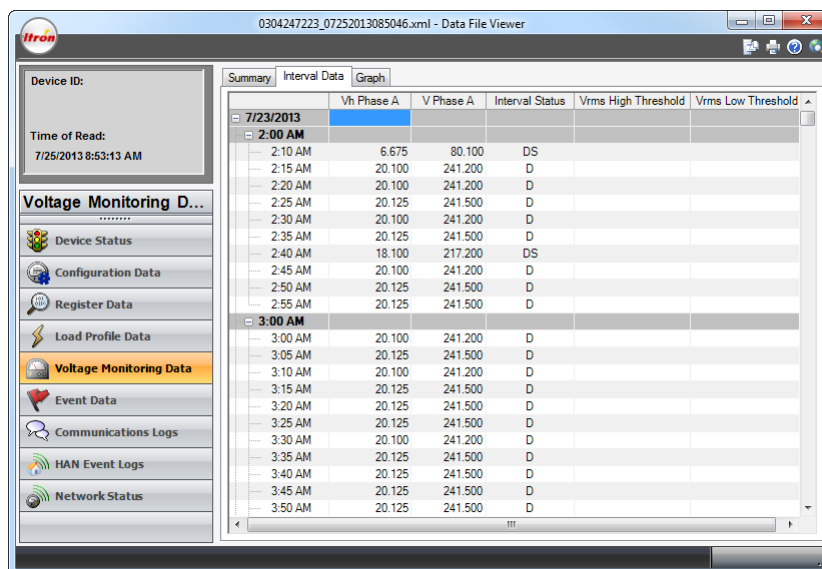 0304247223_07252013085046.xml - Data File Viewer
Itron
Device ID:
Time of Read:
7/25/2013 8:53:13 AM
Voltage Monitoring D...
Device Status
Configuration Data
Register Data
Load Profile Data
Voltage Monitoring Data
Event Data
Communications Logs
HAN Event Logs
Network Status
Summary Interval Data Graph
Vh Phase A V Phase A Interval Status Vrms High Threshold Vrms Low Threshold
7/23/2013
2:00 AM
2:10 AM 6.675 80.100 DS
2:15 AM 20.100 241.200 D
2:20 AM 20.100 241.200 D
2:25 AM 20.125 241.500 D
2:30 AM 20.100 241.200 D
2:35 AM 20.125 241.500 D
2:40 AM 18.100 217.200 DS
2:45 AM 20.100 241.200 D
2:50 AM 20.125 241.500 D
2:55 AM 20.125 241.500 D
3:00 AM
3:00 AM 20.100 241.200 D
3:05 AM 20.125 241.500 D
3:10 AM 20.100 241.200 D
3:15 AM 20.125 241.500 D
3:20 AM 20.125 241.500 D
3:25 AM 20.125 241.500 D
3:30 AM 20.100 241.200 D
3:35 AM 20.125 241.500 D
3:40 AM 20.125 241.500 D
3:45 AM 20.125 241.500 D
3:50 AM 20.125 241.500 D